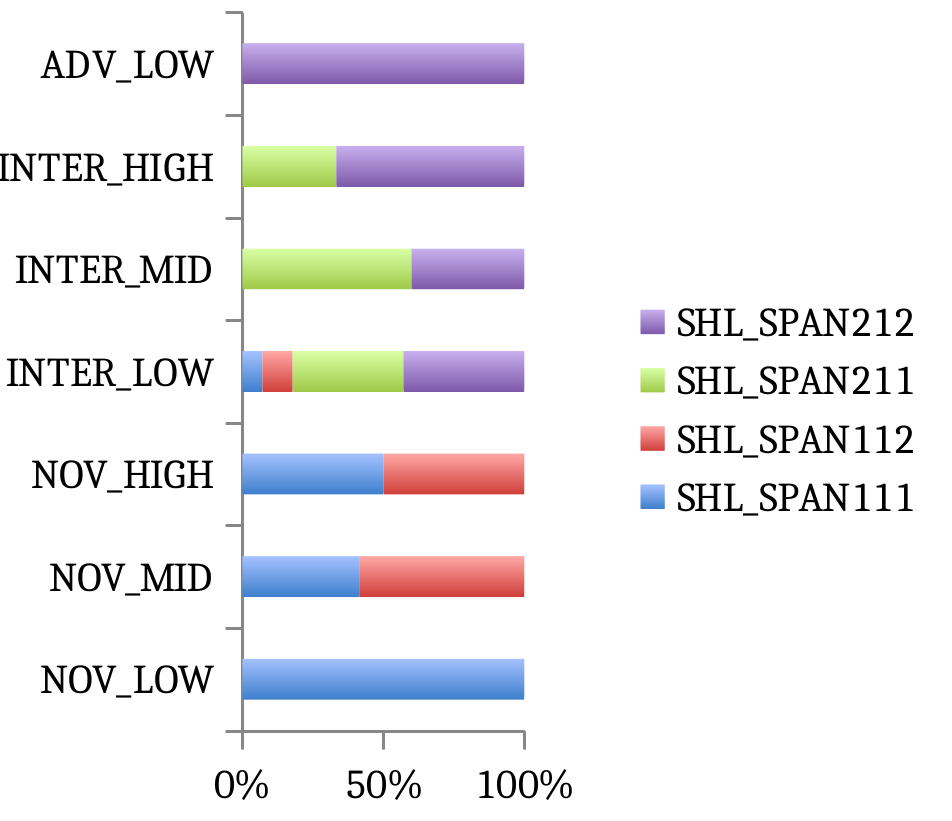 ADV_LOW
INTER_HIGH
INTER_MID
INTER_LOW
NOV_HIGH
NOV_MID
NOV_LOW
0% 50% 100%
SHL_SPAN212
SHL_SPAN211
SHL_SPAN112
SHL_SPAN111